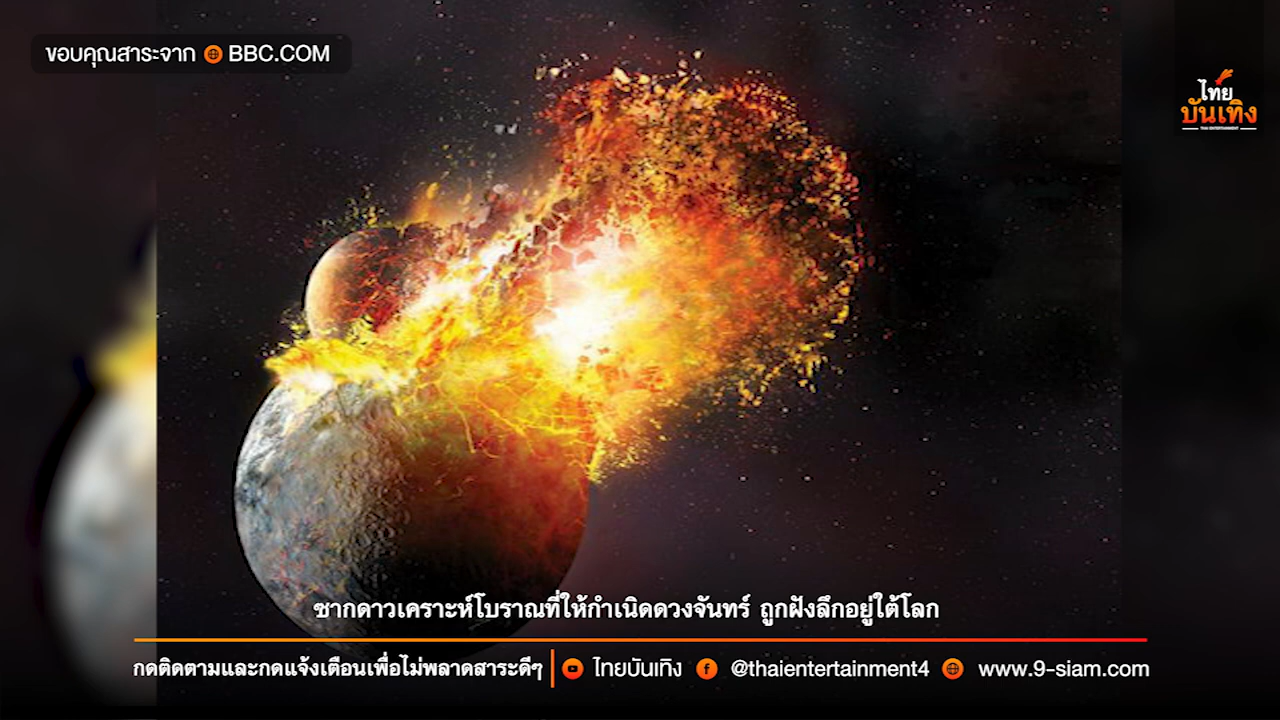 ขอบคุณสาระจาก BBC.COM
ไทย
บันเทิง
THAI ENTERTAINMENT
ซากดาวเคราะห์โบราณที่ให้กำเนิดดวงจันทร์ ถูกฝังลึกอยู่ใต้โลก
กดติดตามและกดแจ้งเตือนเพื่อไม่พลาดสาระดีๆ ไทยบันเทิง @thaientertainment4 www.9-siam.com